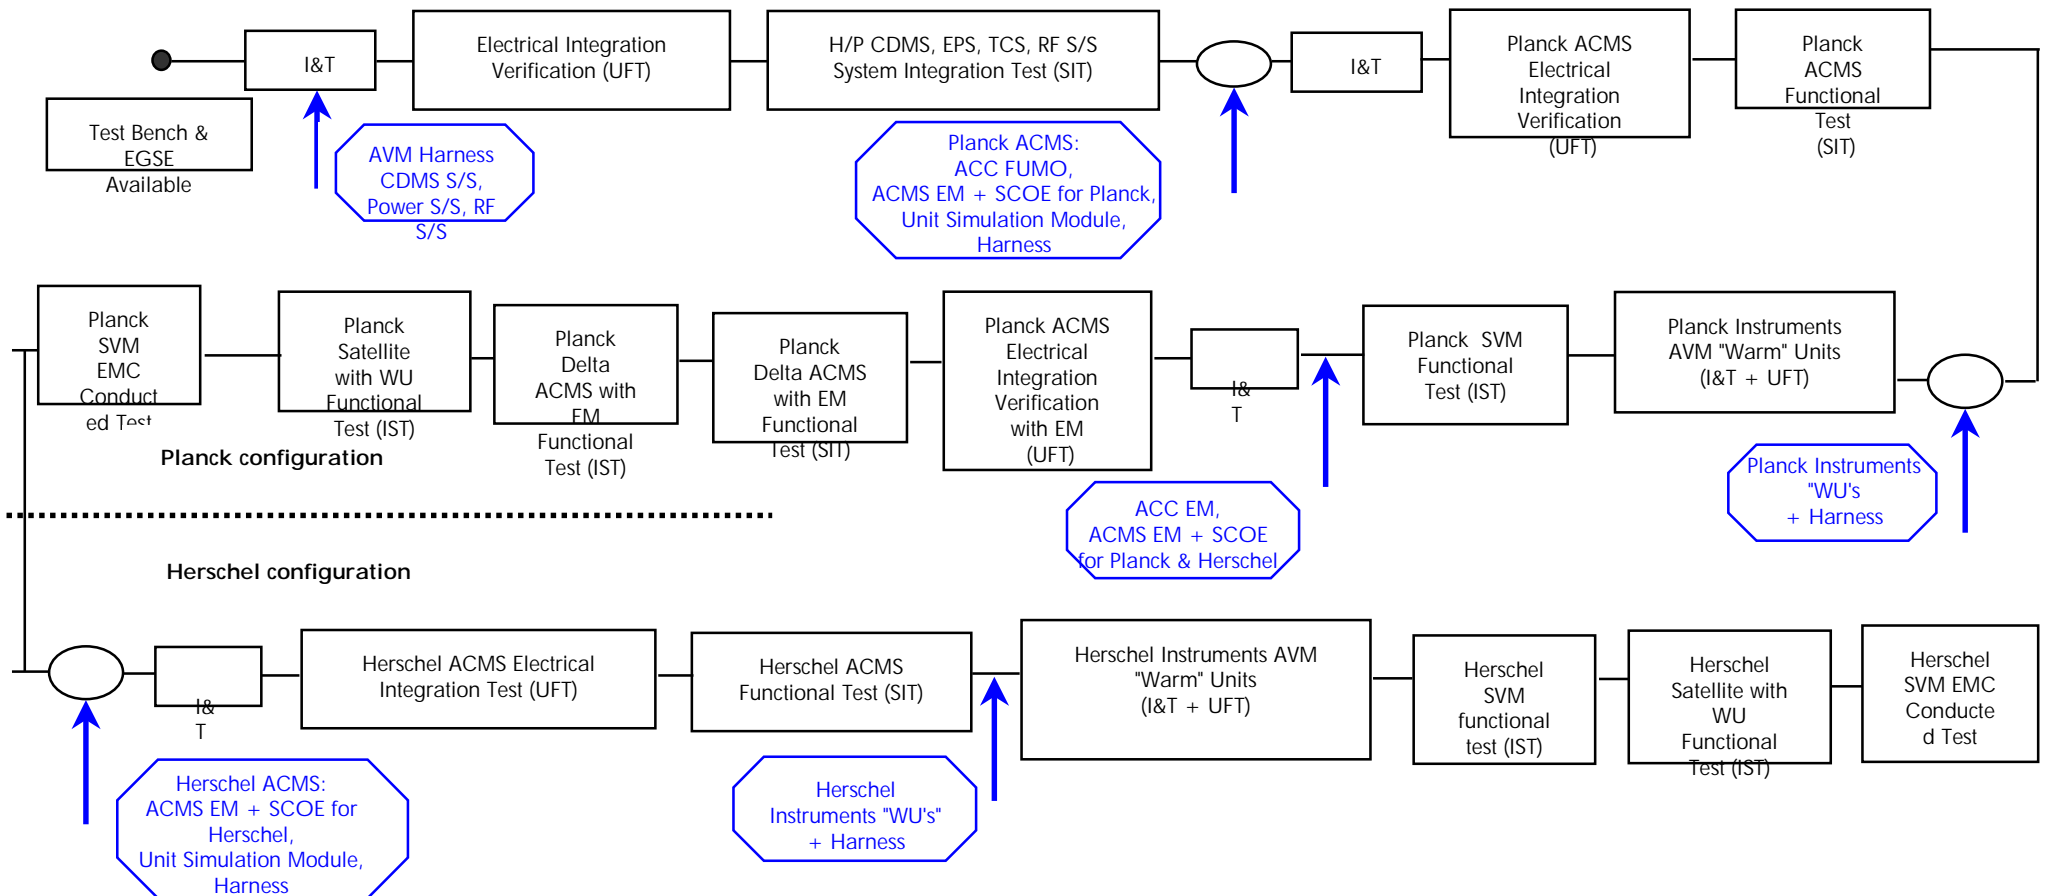 I&T
Electrical Integration
Verification (UFT)
H/P CDMS, EPS, TCS, RF S/S
System Integration Test (SIT)
I&T
Planck ACMS
Electrical
Integration
Verification
(UFT)
Planck
ACMS
Functional
Test
(SIT)
Test Bench &
EGSE
Available
AVM Harness
CDMS S/S,
Power S/S, RF
S/S
Planck ACMS:
ACC FUMO,
ACMS EM + SCOE for Planck,
Unit Simulation Module,
Harness
Planck
SVM
EMC
Conduct
ed Test
Planck
Satellite
with WU
Functional
Test (IST)
Planck
Delta
ACMS with
EM
Functional
Test (IST)
Planck
Delta ACMS
with EM
Functional
Test (SIT)
Planck ACMS
Electrical
Integration
Verification
with EM
(UFT)
I&
T
Planck SVM
Functional
Test (IST)
Planck Instruments
AVM "Warm" Units
(I&T + UFT)
Planck configuration
ACC EM,
ACMS EM + SCOE
for Planck & Herschel
Planck Instruments
"WU's
+ Harness
Herschel configuration
I&
T
Herschel ACMS Electrical
Integration Test (UFT)
Herschel ACMS
Functional Test (SIT)
Herschel Instruments AVM
"Warm" Units
(I&T + UFT)
Herschel
SVM
functional
test (IST)
Herschel
Satellite with
WU
Functional
Test (IST)
Herschel
SVM EMC
Conducte
d Test
Herschel ACMS:
ACMS EM + SCOE for
Herschel,
Unit Simulation Module,
Harness
Herschel
Instruments "WU's"
+ Harness